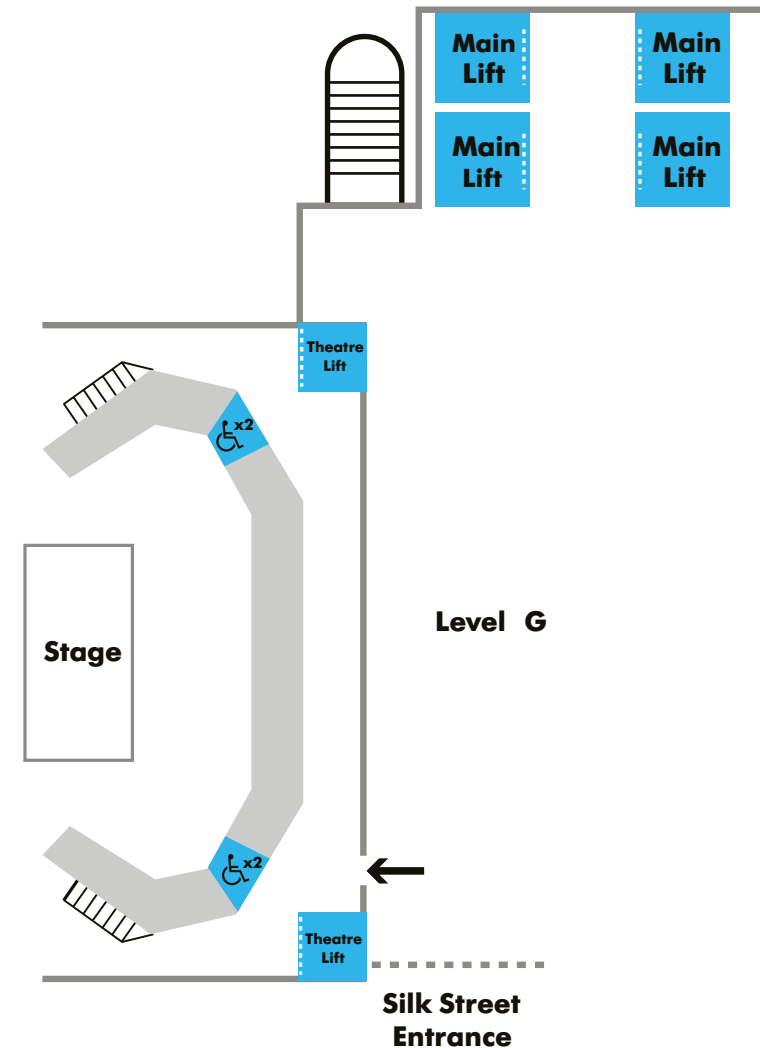 Main
Lift
Main
Lift
Main
Lift
Main
Lift
Theatre
Lift
x2
Level G
Stage
x2
Theatre
Lift
Silk Street
Entrance